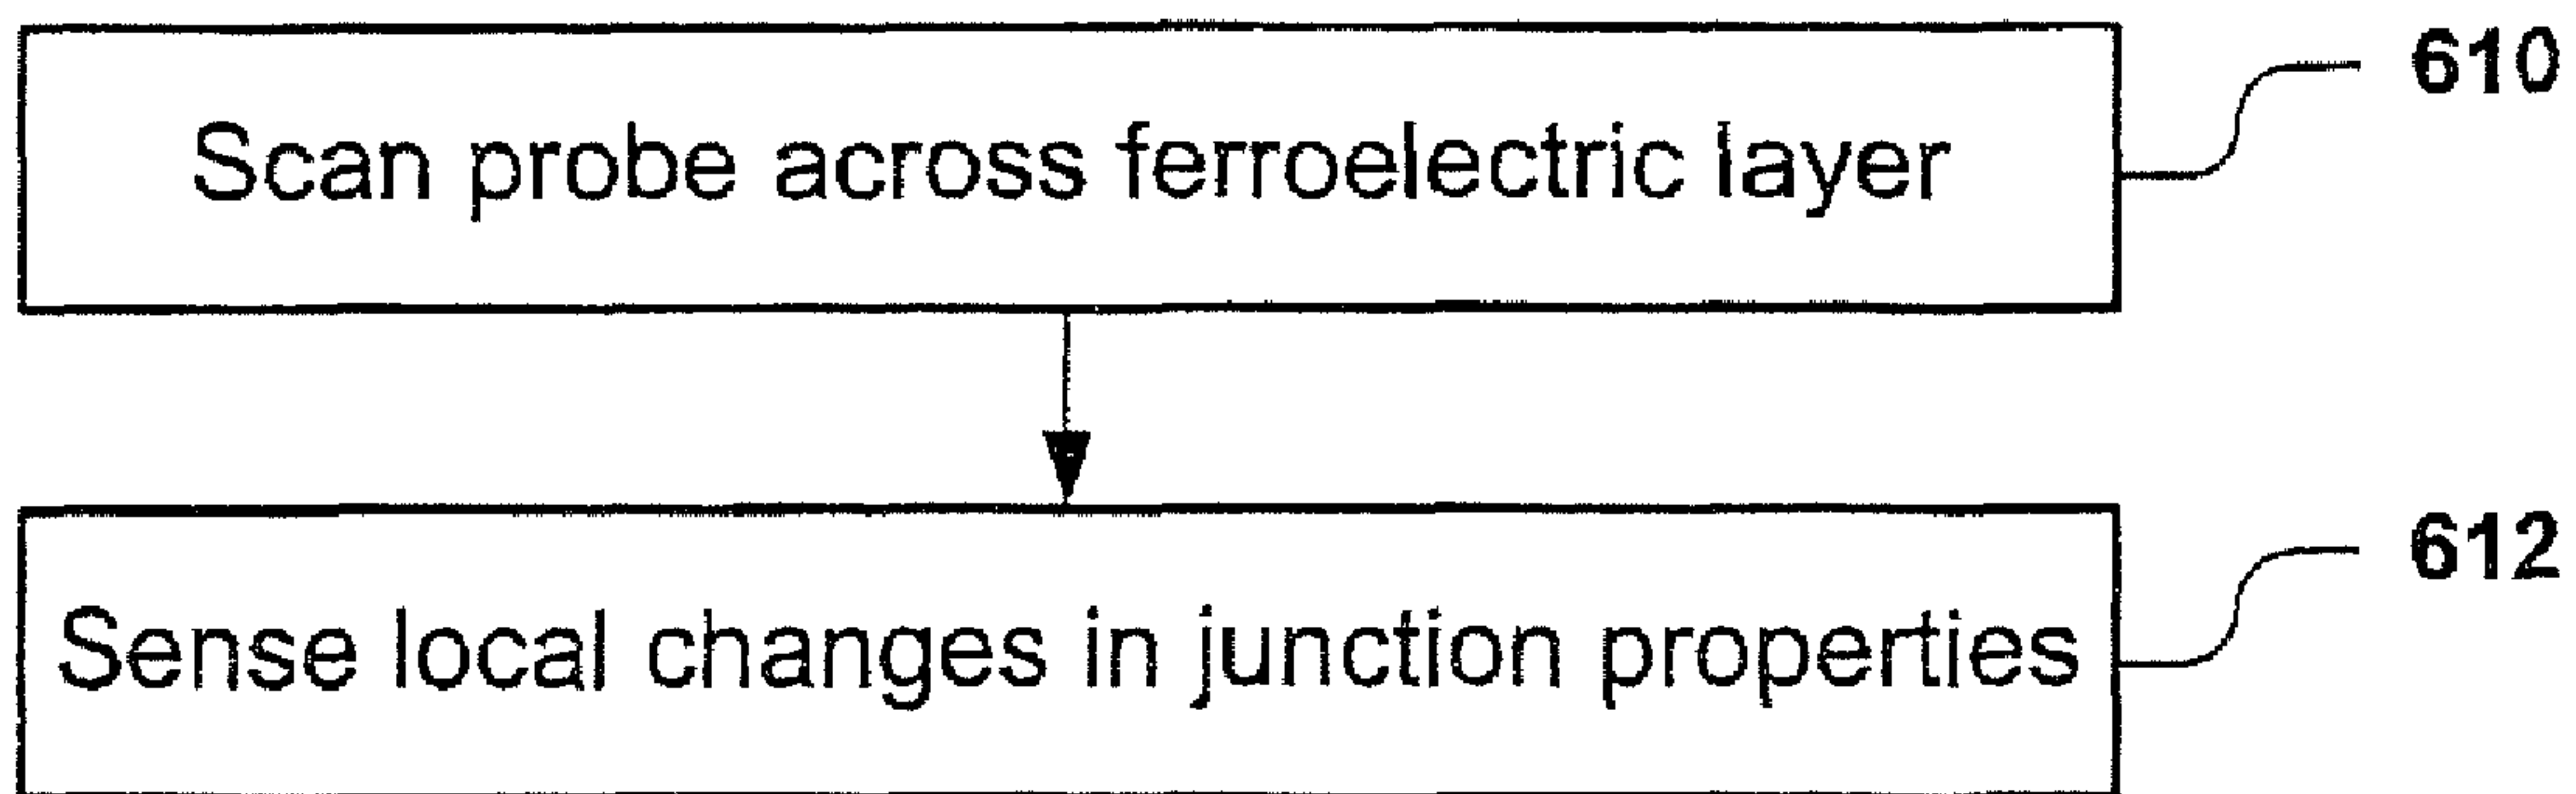 Scan probe across ferroelectric layer
610
Sense local changes in junction properties
612